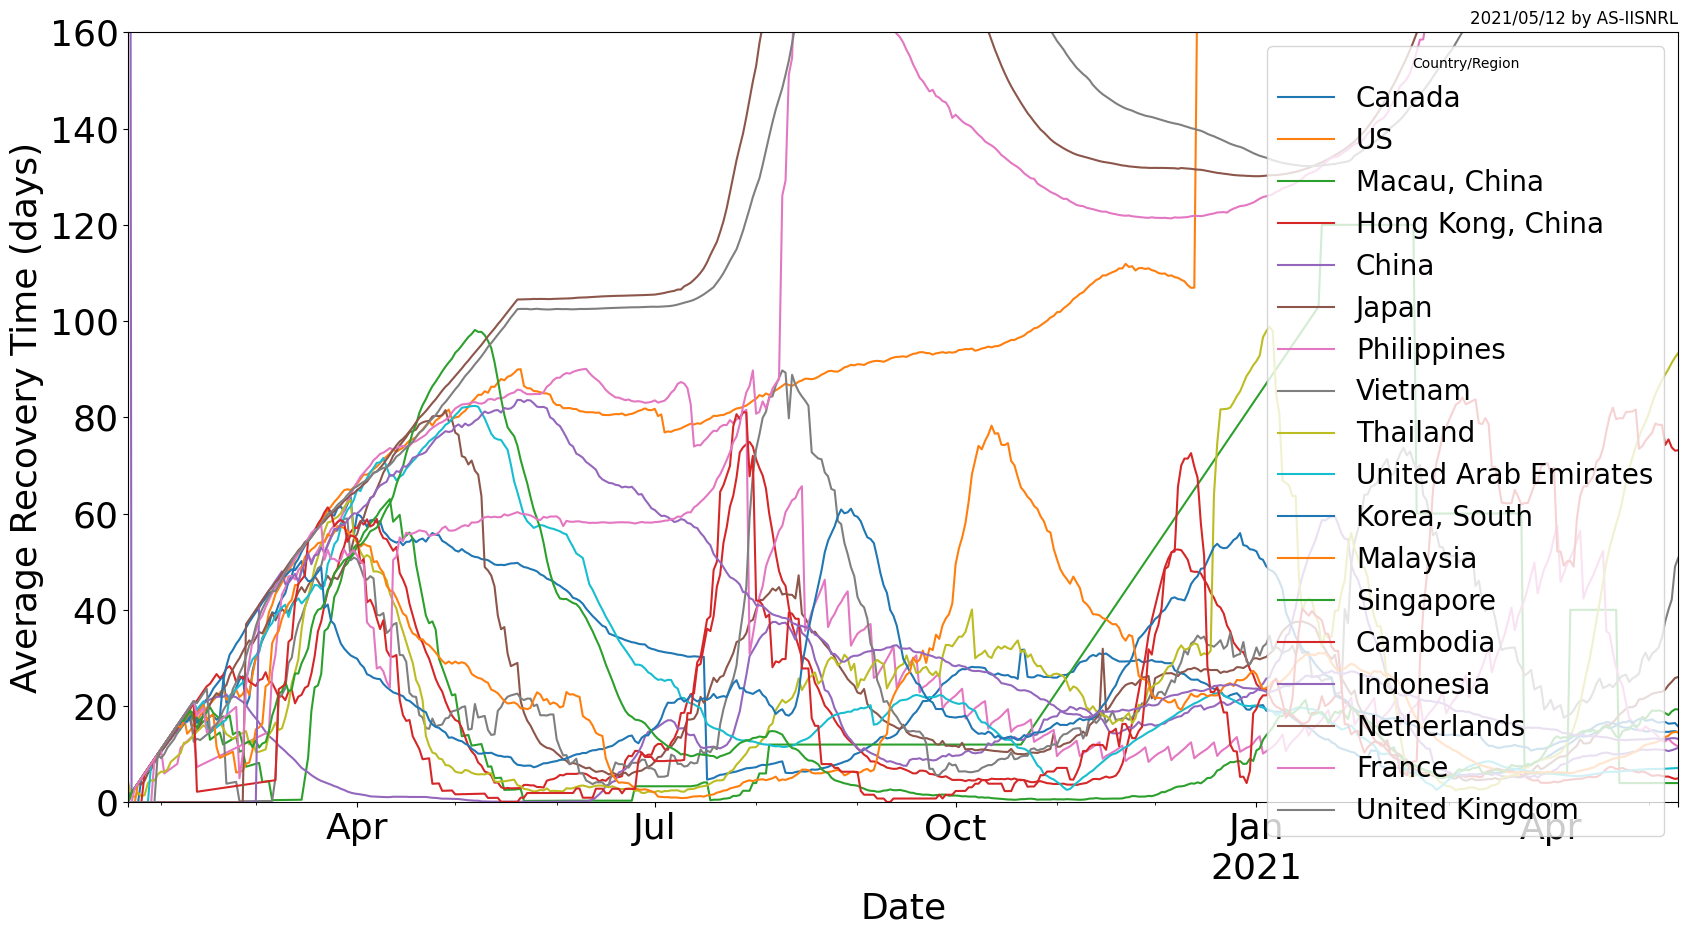 2021/05/12 by AS-IISNRL
Average Recovery Time (days)
160
140
120
100
80
60
40
20
0
Country/Region
Canada
US
Macau, China
Hong Kong, China
China
Japan
Philippines
Vietnam
Thailand
United Arab Emirates
Korea, South
Malaysia
Singapore
Cambodia
Indonesia
Netherlands
France
United Kingdom
Apr Jul Oct Jan Apr
2021
Date